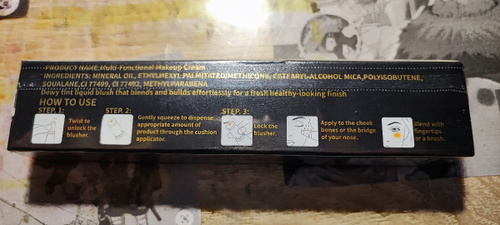 PRODUCT NAME:Multi-Functional Makeup Cream
INGREDIENTS: MINERAL OIL, ETHYLHEXYL PALMITATE,DIMETHICONE, CETEARYL ALCOHOL MICA,POLYISOBUTENE,
SQUALANE,CI 77499, CI 77492, METHYLPARABENA
Dewy tint liquid blush that blends and builds effortlessly for a fresh healthy-looking finish
HOW TO USE
STEP. 1:
Twist to
unlock the
blusher.
STEP. 2:
Gently squeeze to dispense
appropriate amount of
product through the cushion
applicator.
STEP. 3:
Lock the
blusher.
Apply to the cheek
bones or the bridge
of your nose.
Blend with
fingertips
or a brush.